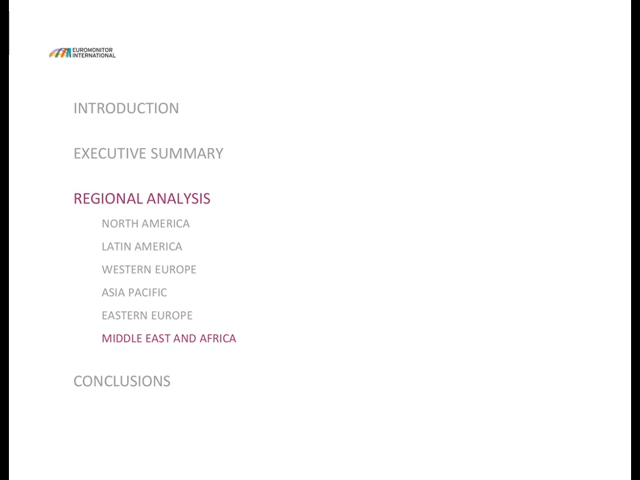 EUROMONITOR
INTERNATIONAL
INTRODUCTION
EXECUTIVE SUMMARY
REGIONAL ANALYSIS
NORTH AMERICA
LATIN AMERICA
WESTERN EUROPE
ASIA PACIFIC
EASTERN EUROPE
MIDDLE EAST AND AFRICA
CONCLUSIONS